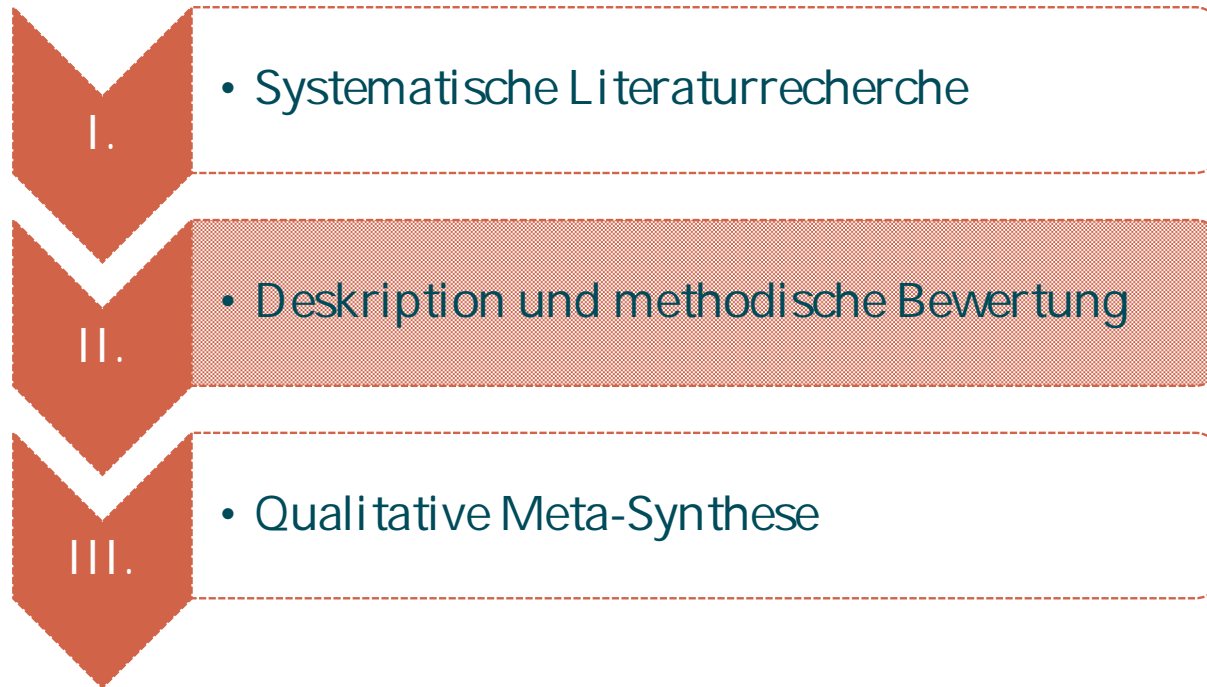 I.
• Systematische Literaturrecherche
II.
• Deskription und methodische Bewertung
III.
• Qualitative Meta-Synthese